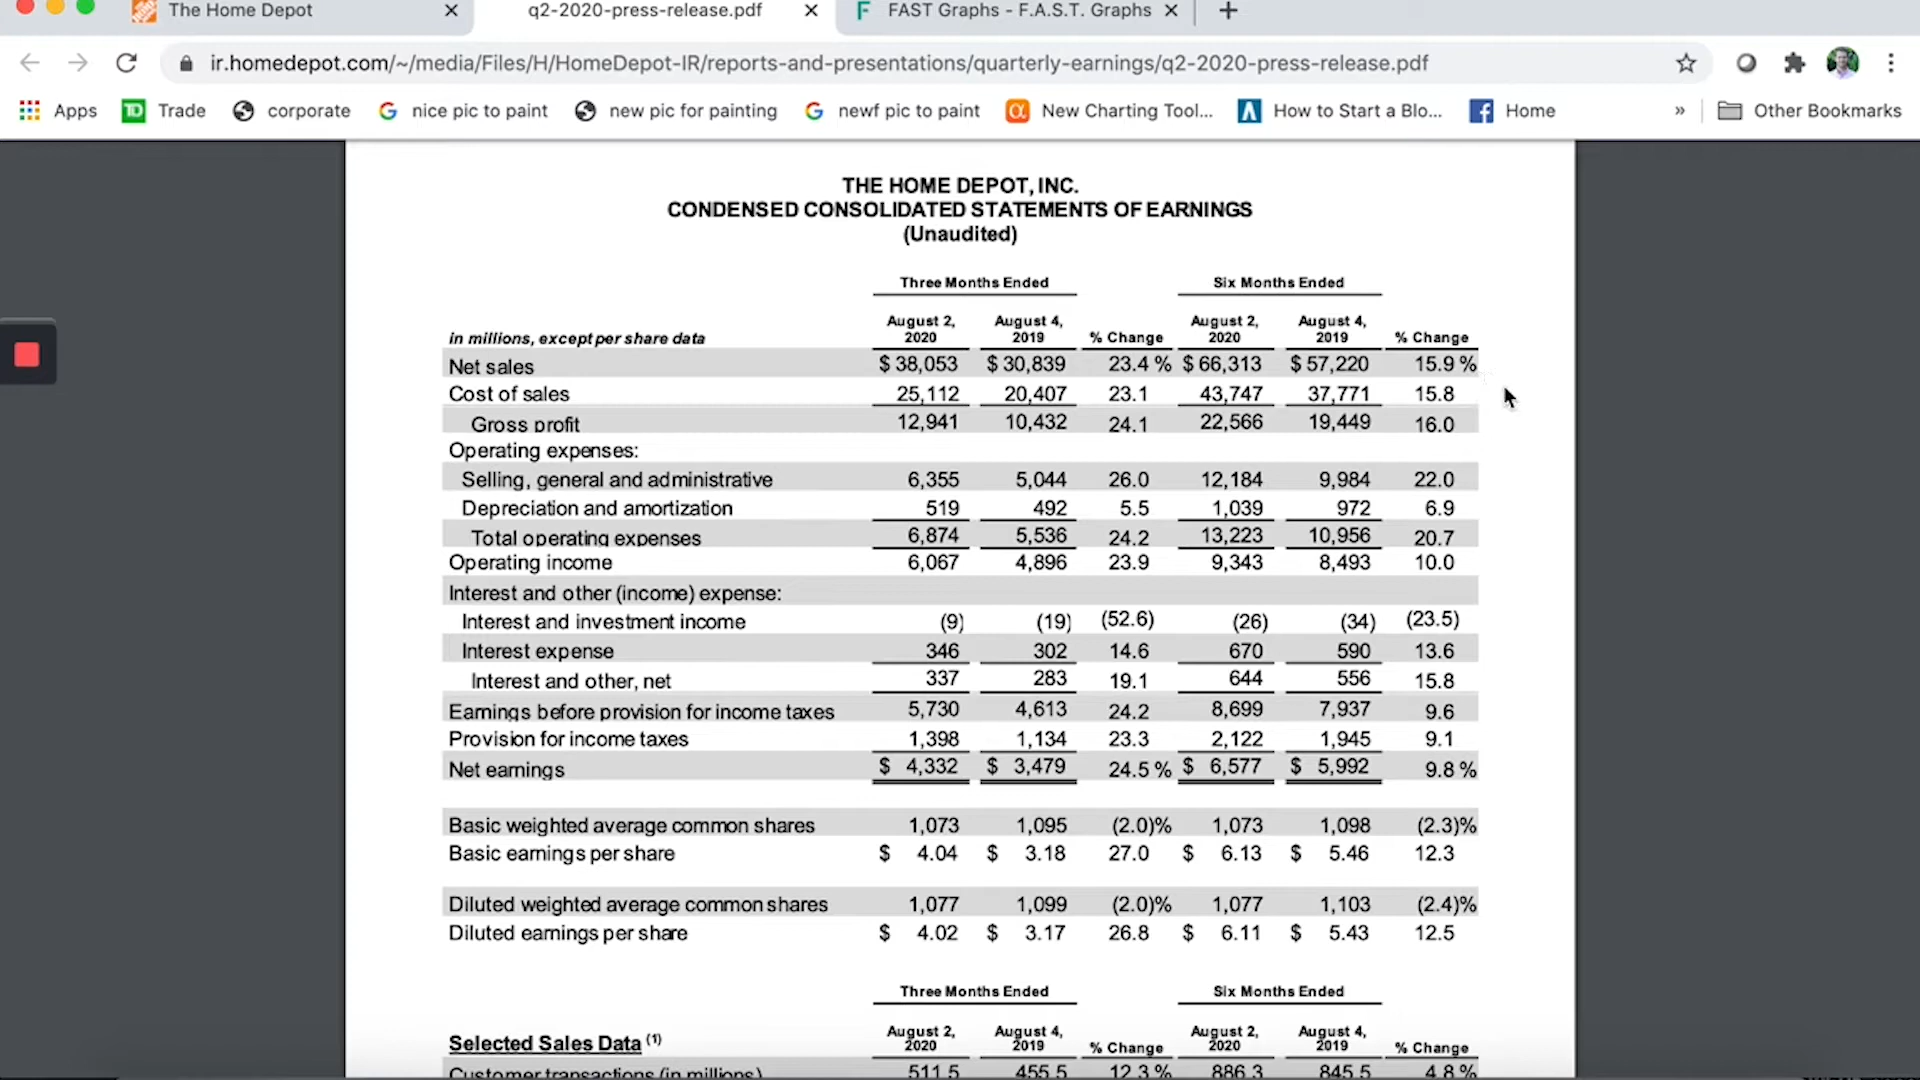 The Home Depot
q2-2020-press-release.pdf
FAST Graphs - F.A.S.T. Graphs
ir.homedepot.com/~/media/Files/H/HomeDepot-IR/reports-and-presentations/quarterly-earnings/q2-2020-press-release.pdf
Apps Trade corporate nice pic to paint new pic for painting newf pic to paint New Charting Tool... How to Start a Blo... Home » Other Bookmarks
THE HOME DEPOT, INC.
CONDENSED CONSOLIDATED STATEMENTS OF EARNINGS
(Unaudited)
Three Months Ended Six Months Ended
in millions, except per share data August 2, 2020 August 4, 2019 % Change August 2, 2020 August 4, 2019 % Change
Net sales $ 38,053 $ 30,839 23.4 % $ 66,313 $ 57,220 15.9 %
Cost of sales 25,112 20,407 23.1 43,747 37,771 15.8
Gross profit 12,941 10,432 24.1 22,566 19,449 16.0
Operating expenses:
Selling, general and administrative 6,355 5,044 26.0 12,184 9,984 22.0
Depreciation and amortization 519 492 5.5 1,039 972 6.9
Total operating expenses 6,874 5,536 24.2 13,223 10,956 20.7
Operating income 6,067 4,896 23.9 9,343 8,493 10.0
Interest and other (income) expense:
Interest and investment income (9) (19) (52.6) (26) (34) (23.5)
Interest expense 346 302 14.6 670 590 13.6
Interest and other, net 337 283 19.1 644 556 15.8
Earnings before provision for income taxes 5,730 4,613 24.2 8,699 7,937 9.6
Provision for income taxes 1,398 1,134 23.3 2,122 1,945 9.1
Net earnings $ 4,332 $ 3,479 24.5 % $ 6,577 $ 5,992 9.8 %
Basic weighted average common shares 1,073 1,095 (2.0)% 1,073 1,098 (2.3)%
Basic earnings per share $ 4.04 $ 3.18 27.0 $ 6.13 $ 5.46 12.3
Diluted weighted average common shares 1,077 1,099 (2.0)% 1,077 1,103 (2.4)%
Diluted earnings per share $ 4.02 $ 3.17 26.8 $ 6.11 $ 5.43 12.5
Three Months Ended Six Months Ended
Selected Sales Data (1) August 2, 2020 August 4, 2019 % Change August 2, 2020 August 4, 2019 % Change
Customer transactions (in millions) 511.5 455.5 12.3 % 886.3 845.5 4.8 %